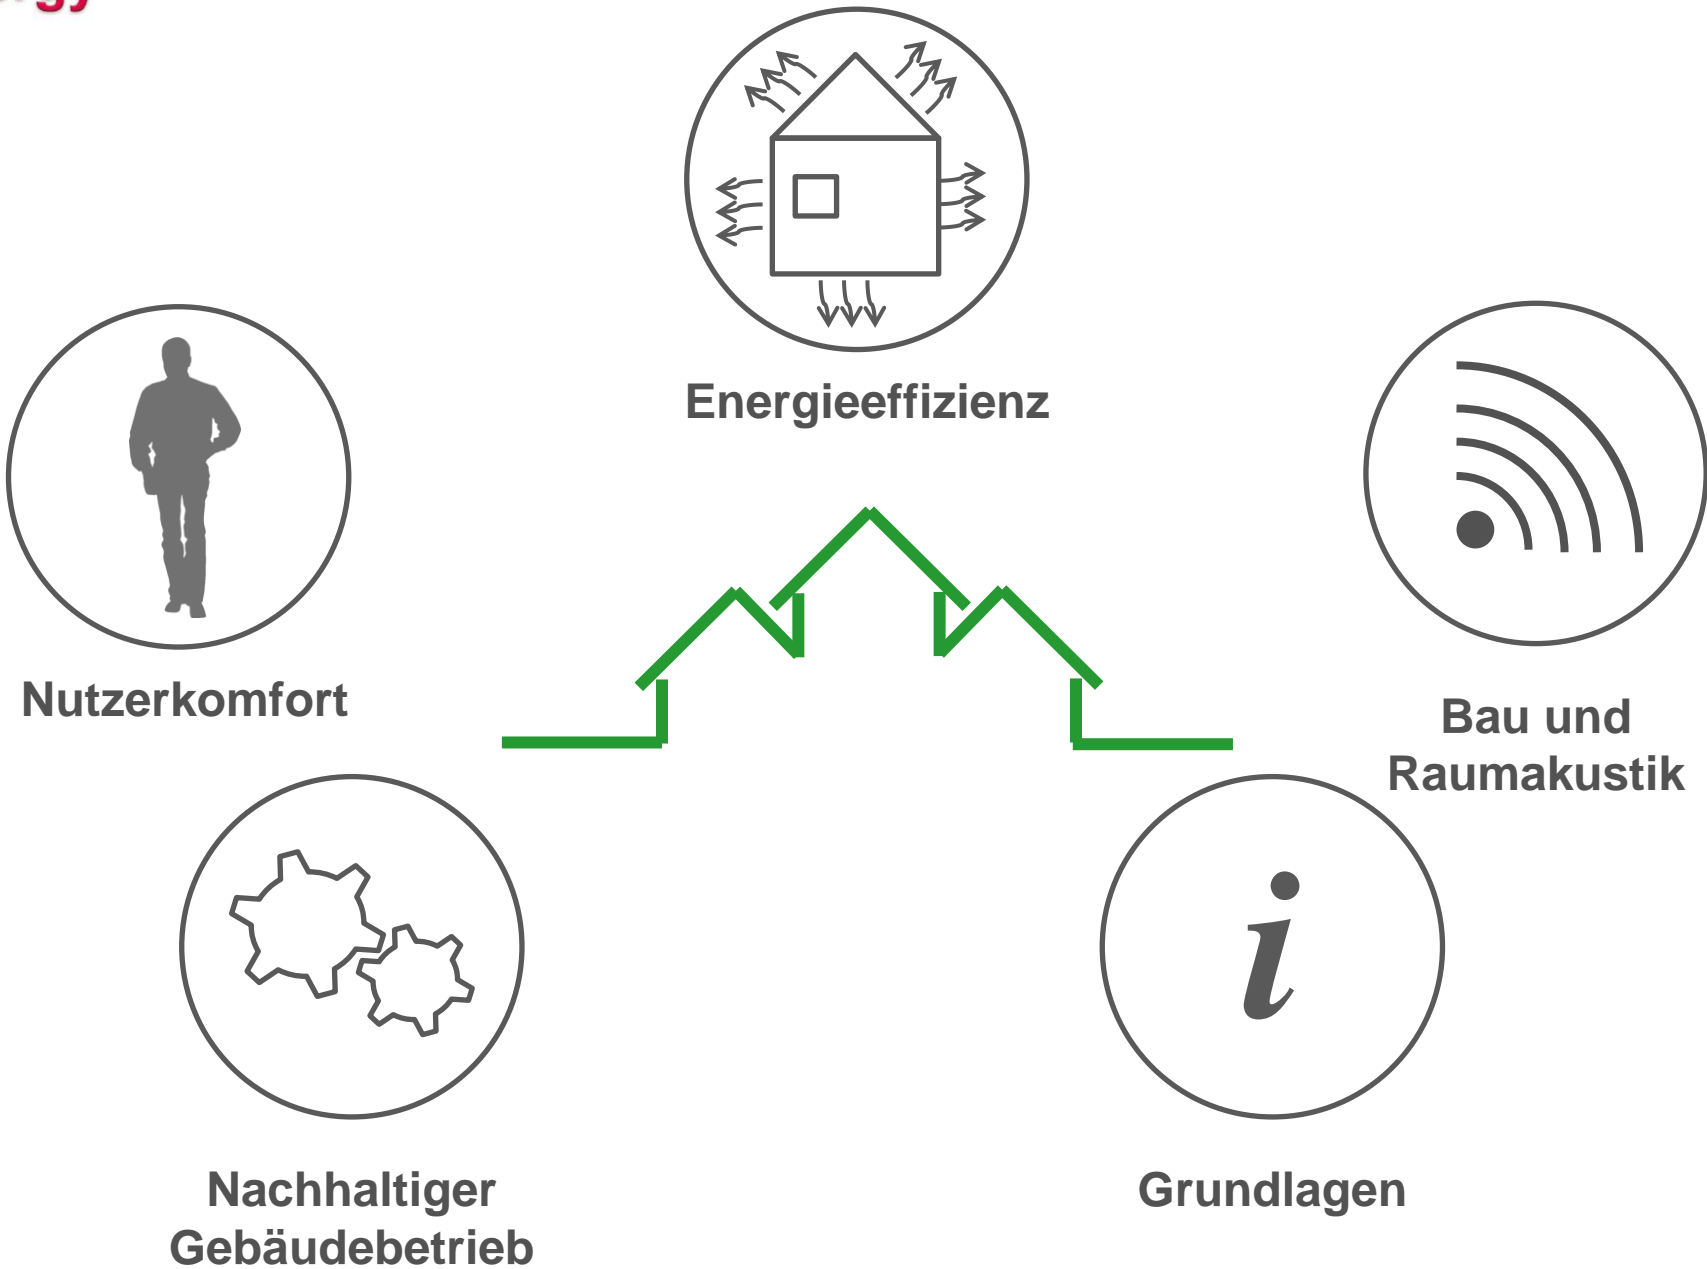 Energieeffizienz
Nutzerkomfort
Bau und
Raumakustik
i
Nachhaltiger
Gebäudebetrieb
Grundlagen